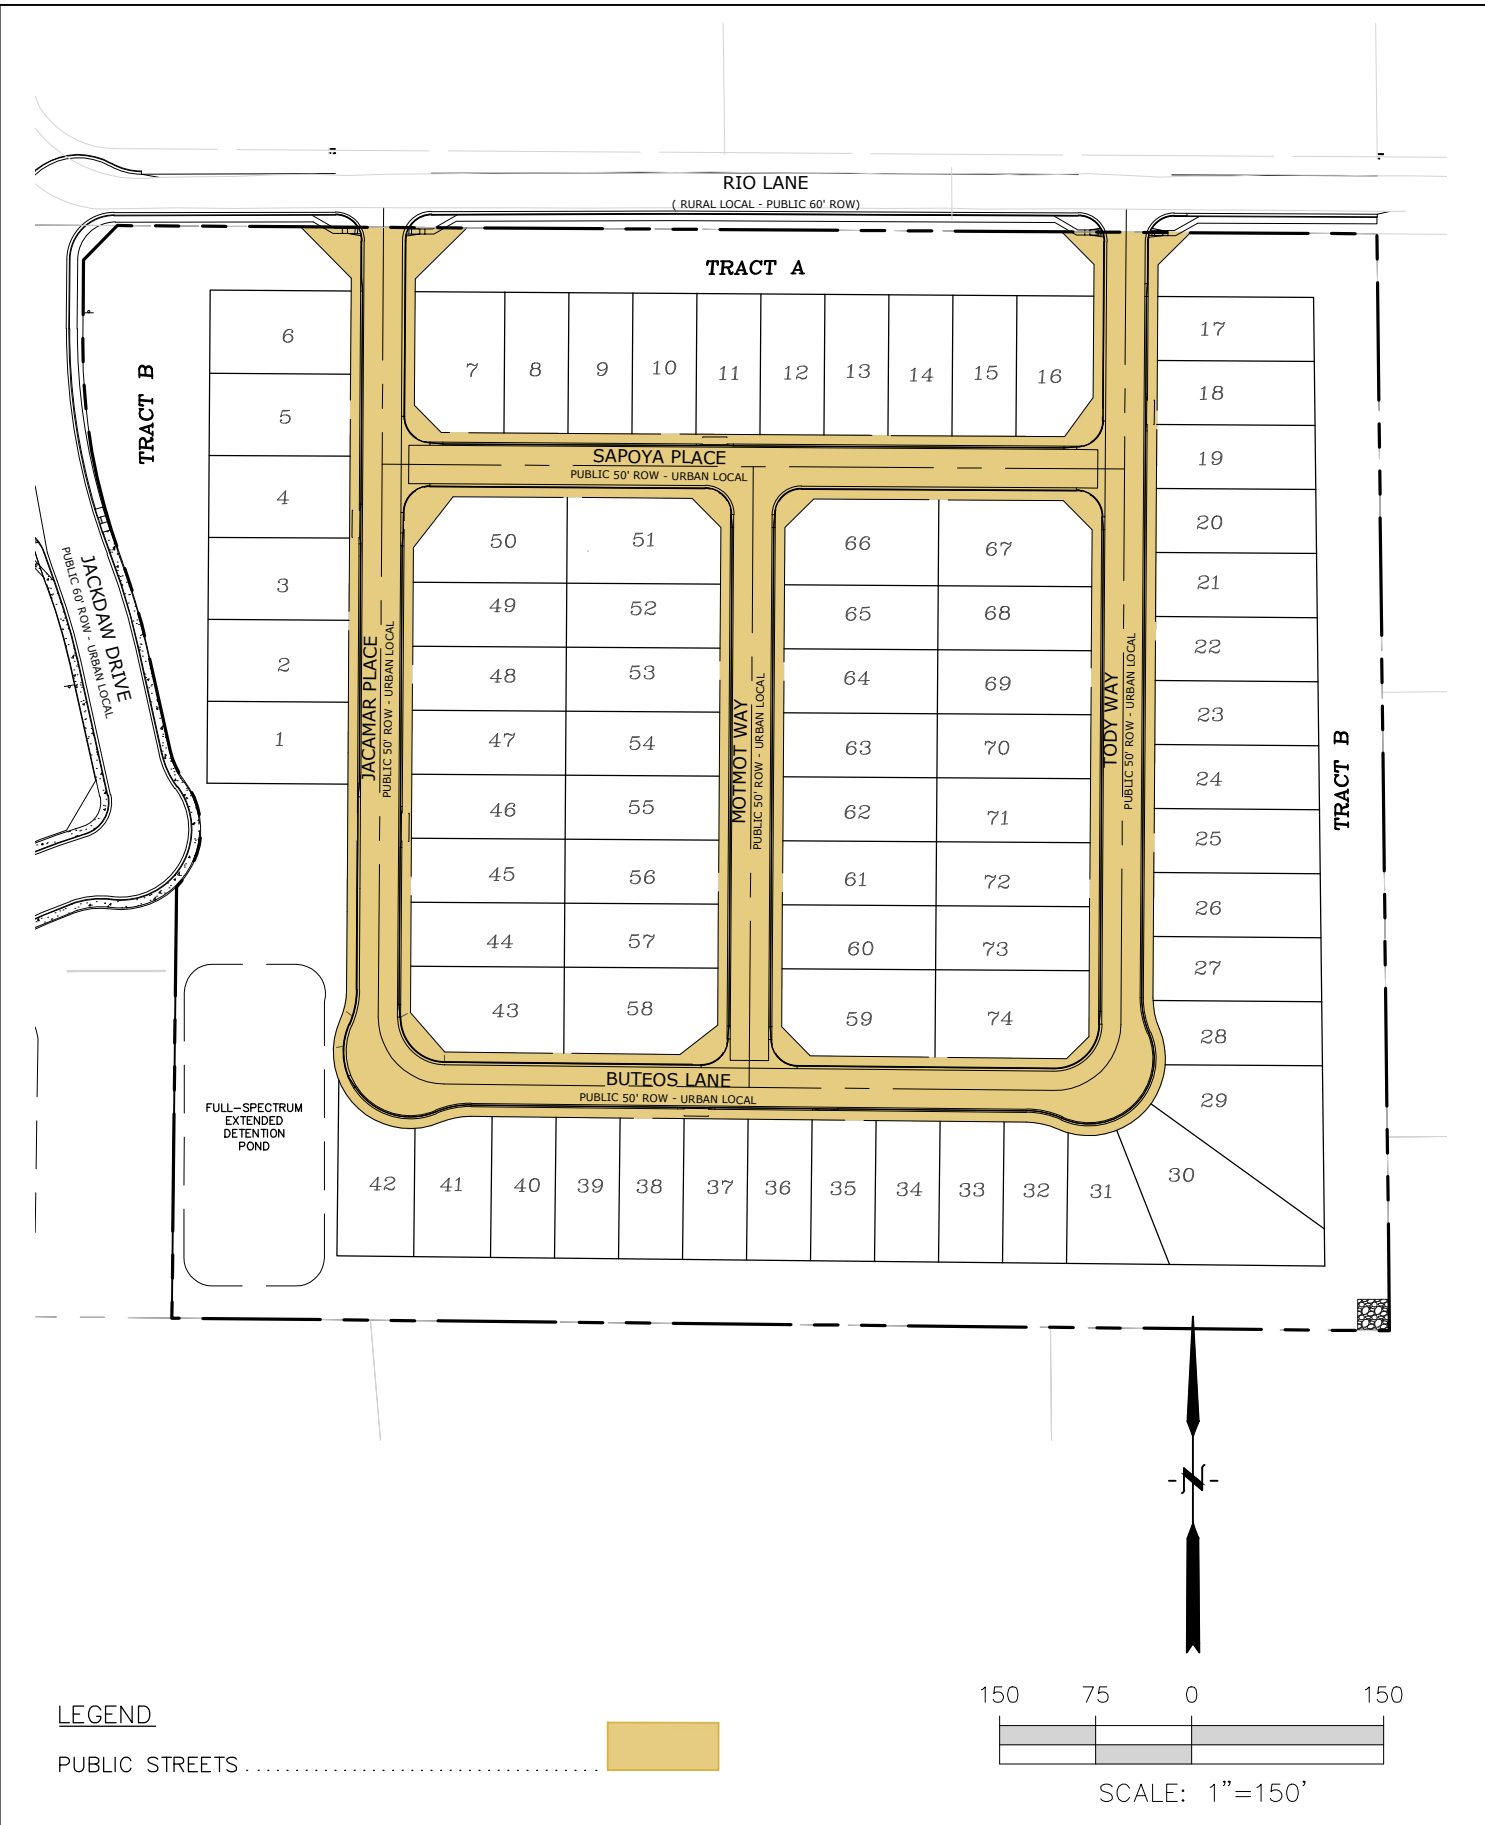 RIO LANE
( RURAL LOCAL - PUBLIC 60' ROW)
TRACT A
TRACT B
6
5
4
3
2
1
7 8 9 10 11 12 13 14 15 16
17
18
19
20
21
22
23
24
25
26
27
28
29
30
SAPOYA PLACE
PUBLIC 50' ROW - URBAN LOCAL
JACKDAW DRIVE
PUBLIC 60' ROW - URBAN LOCAL
JACAMAR PLACE
PUBLIC 50' ROW - URBAN LOCAL
50 51
49 52
48 53
47 54
46 55
45 56
44 57
43 58
MOTMOT WAY
PUBLIC 50' ROW - URBAN LOCAL
66 67
65 68
64 69
63 70
62 71
61 72
60 73
59 74
TODY WAY
PUBLIC 50' ROW - URBAN LOCAL
TRACT B
BUTEOS LANE
PUBLIC 50' ROW - URBAN LOCAL
FULL-SPECTRUM
EXTENDED
DETENTION
POND
42 41 40 39 38 37 36 35 34 33 32 31
N
LEGEND
PUBLIC STREETS ....................................
150 75 0 150
SCALE: 1"=150'